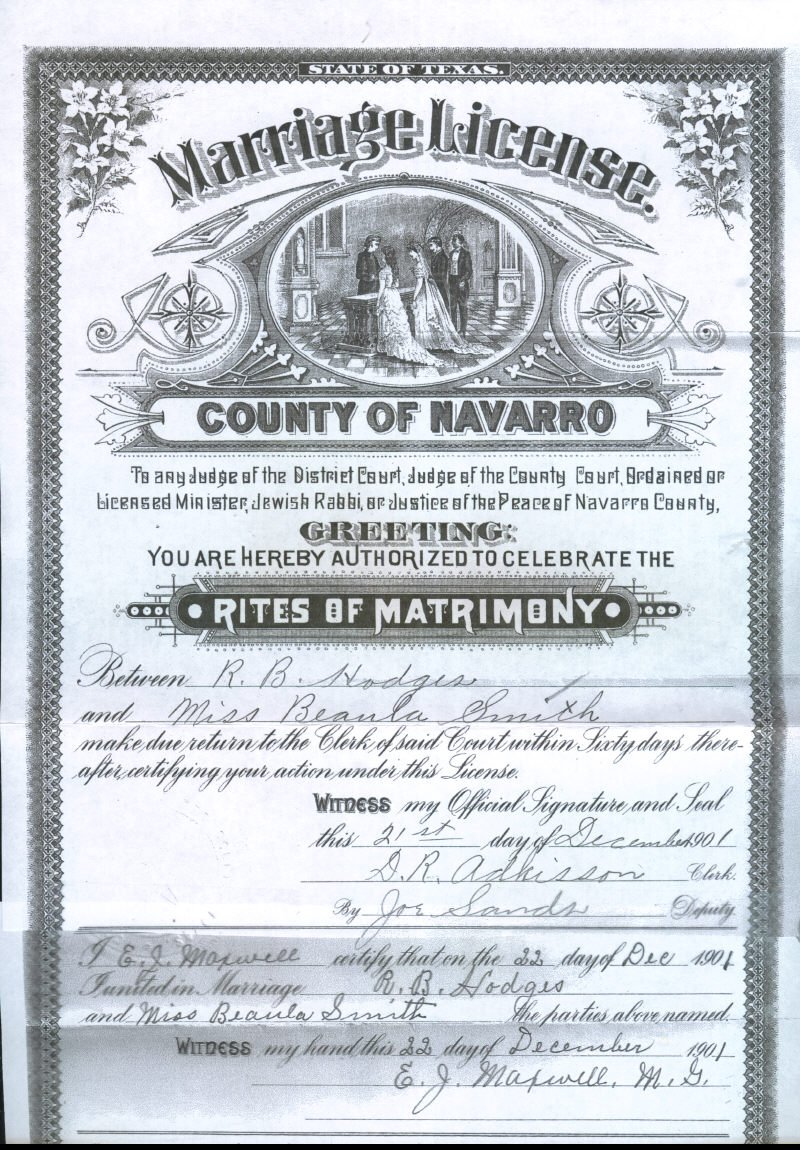 STATE OF TEXAS.
Marriage License.
COUNTY OF NAVARRO
To any Judge of the District Court, Judge of the County Court, Ordained or
Licensed Minister, Jewish Rabbi, or Justice of the Peace of Navarro County,
GREETING:
YOU ARE HEREBY AUTHORIZED TO CELEBRATE THE
RITES OF MATRIMONY
Between R. B. Hodges
and Miss Beaula Smith
make due return to the Clerk of said Court within Sixty days there-
after, certifying your action under this License.
WITNESS my Official Signature and Seal
this 21st day of December 1901
D. R. Adkisson Clerk.
By Joe Sands Deputy
I E. J. Maxwell certify that on the 22 day of Dec 1901
I united in Marriage R. B. Hodges
and Miss Beaula Smith the parties above named.
WITNESS my hand this 22 day of December 1901
E. J. Maxwell, M. G.